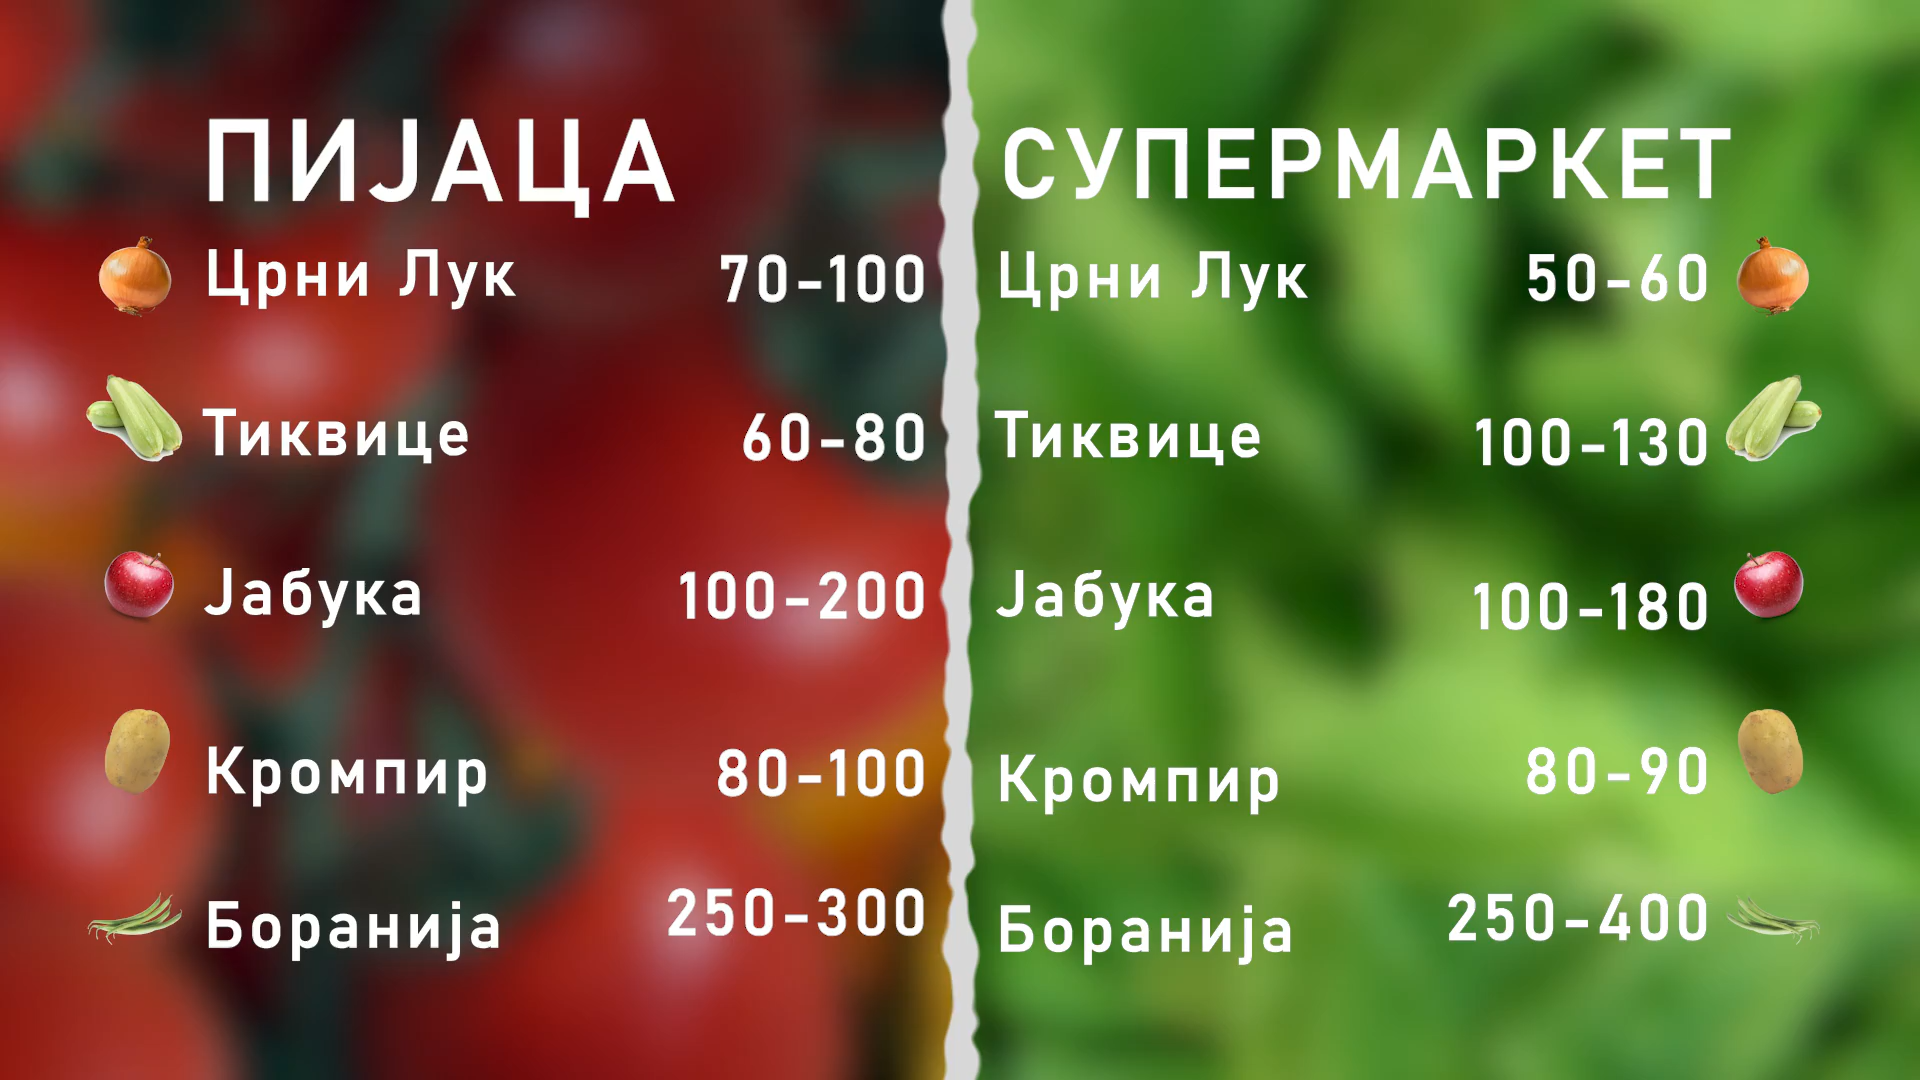 ПИЈАЦА
Црни Лук 70-100
Тиквице 60-80
Јабука 100-200
Кромпир 80-100
Боранија 250-300
СУПЕРМАРКЕТ
Црни Лук 50-60
Тиквице 100-130
Јабука 100-180
Кромпир 80-90
Боранија 250-400